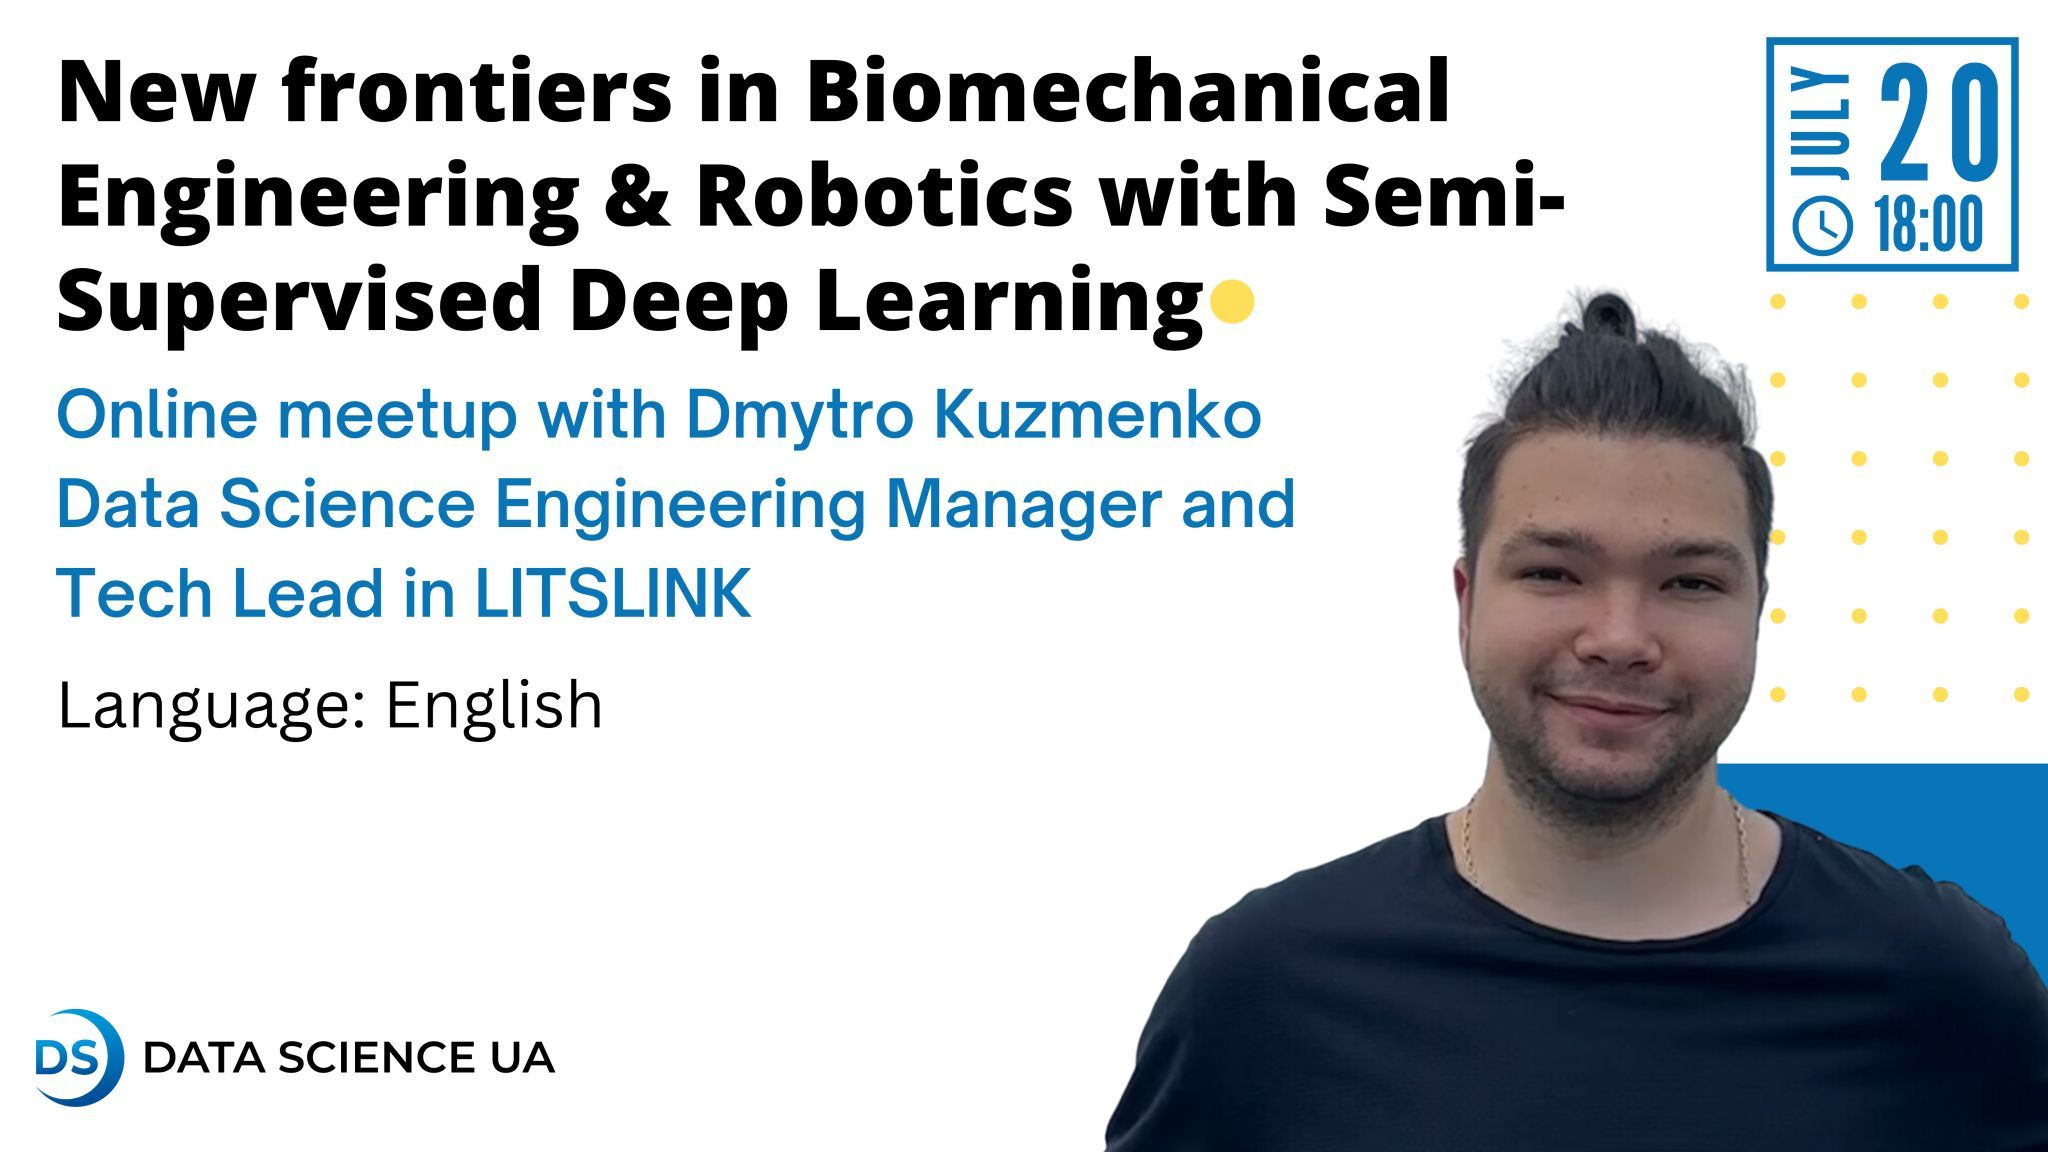 New frontiers in Biomechanical
Engineering & Robotics with Semi-
Supervised Deep Learning
Online meetup with Dmytro Kuzmenko
Data Science Engineering Manager and
Tech Lead in LITSLINK
Language: English
JULY 20
18:00
DS DATA SCIENCE UA